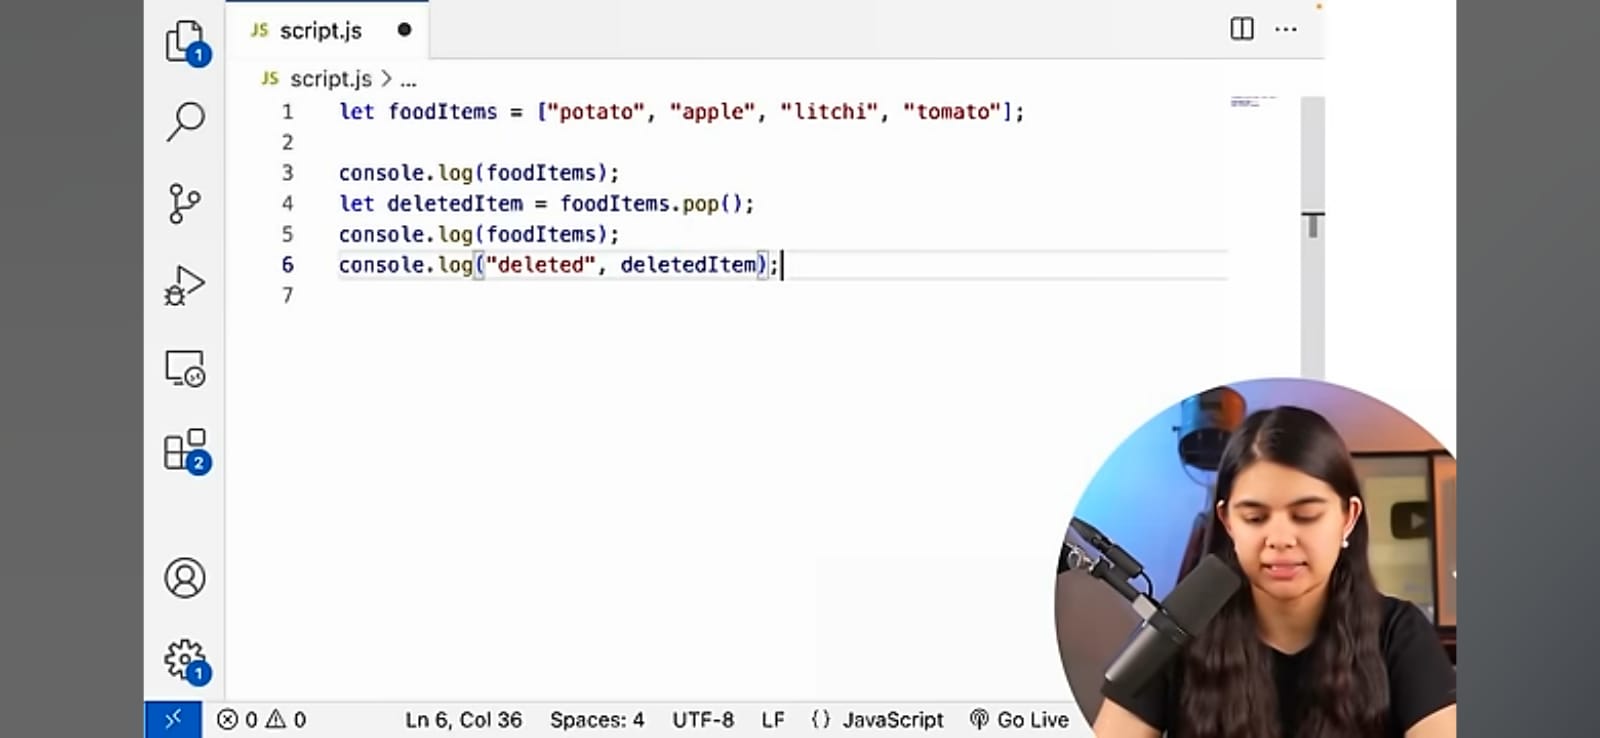 JS script.js
JS script.js > ...
1 let foodItems = ["potato", "apple", "litchi", "tomato"];
2
3 console.log(foodItems);
4 let deletedItem = foodItems.pop();
5 console.log(foodItems);
6 console.log("deleted", deletedItem);
7
1
2
1
0 0 Ln 6, Col 36 Spaces: 4 UTF-8 LF {} JavaScript Go Live